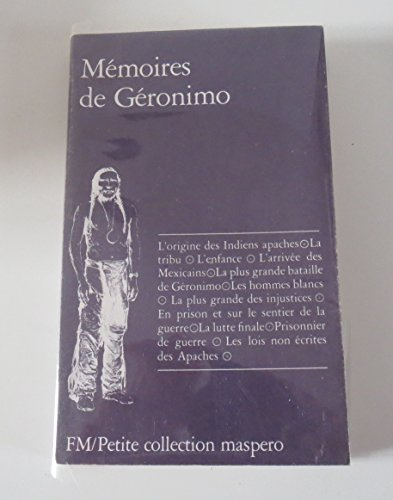 Mémoires
de Géronimo
L'origine des Indiens apaches⊙La
tribu ⊙ L'enfance ⊙ L'arrivée des
Mexicains⊙La plus grande bataille
de Géronimo⊙Les hommes blancs
⊙ La plus grande des injustices ⊙
En prison et sur le sentier de la
guerre⊙La lutte finale⊙Prisonnier
de guerre ⊙ Les lois non écrites
des Apaches ⊙
FM/Petite collection maspero